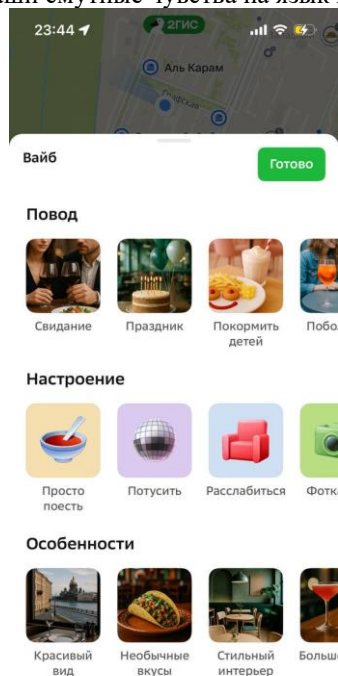 23:44
2ГИС
Аль Карам
Графская
Вайб
Готово
Повод
Свидание
Праздник
Покормить
детей
Настроение
Просто
поесть
Потусить
Расслабиться
Особенности
Красивый
вид
Необычные
вкусы
Стильный
интерьер